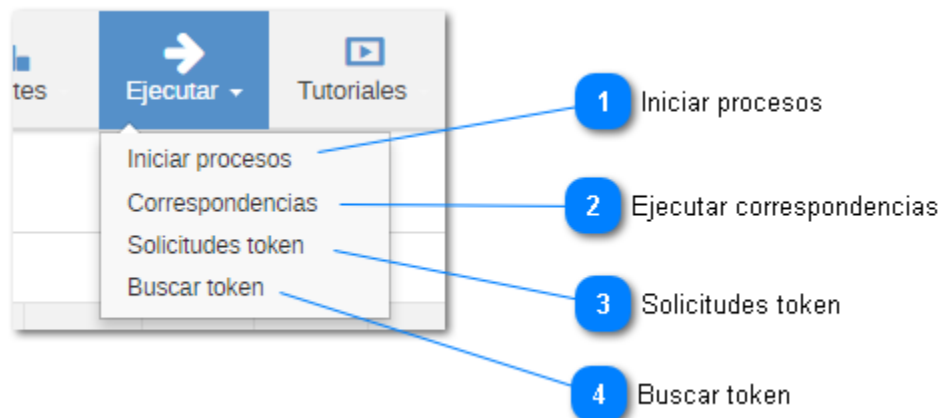 tes
Ejecutar
Tutoriales
Iniciar procesos
Correspondencias
Solicitudes token
Buscar token
1 Iniciar procesos
2 Ejecutar correspondencias
3 Solicitudes token
4 Buscar token